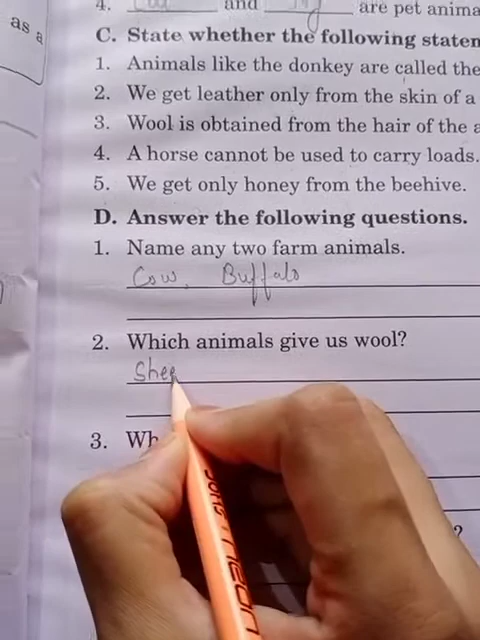 as a
4. and are pet anima
C. State whether the following staten
1. Animals like the donkey are called the
2. We get leather only from the skin of a
3. Wool is obtained from the hair of the a
4. A horse cannot be used to carry loads.
5. We get only honey from the beehive.
D. Answer the following questions.
1. Name any two farm animals.
Cow, Buffalo
2. Which animals give us wool?
Shee
3. Wh
?